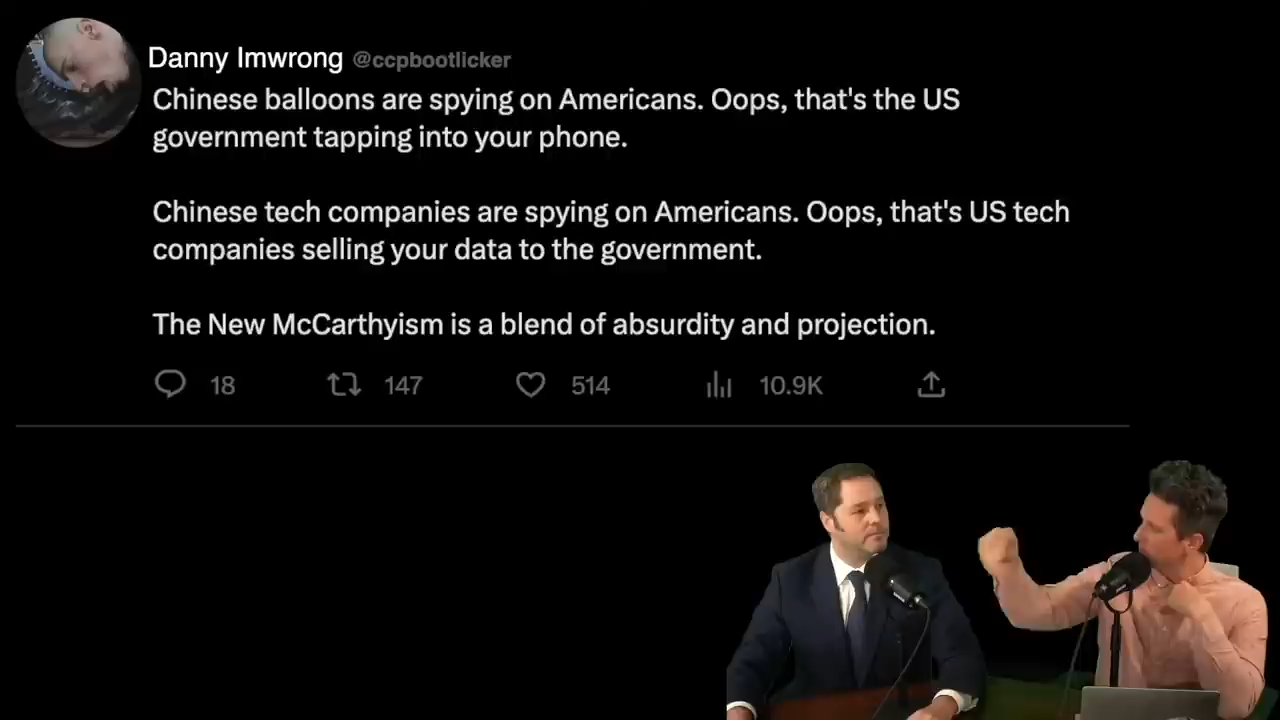 Danny Imwrong @ccpbootlicker
Chinese balloons are spying on Americans. Oops, that's the US
government tapping into your phone.
Chinese tech companies are spying on Americans. Oops, that's US tech
companies selling your data to the government.
The New McCarthyism is a blend of absurdity and projection.
18 147 514 10.9K